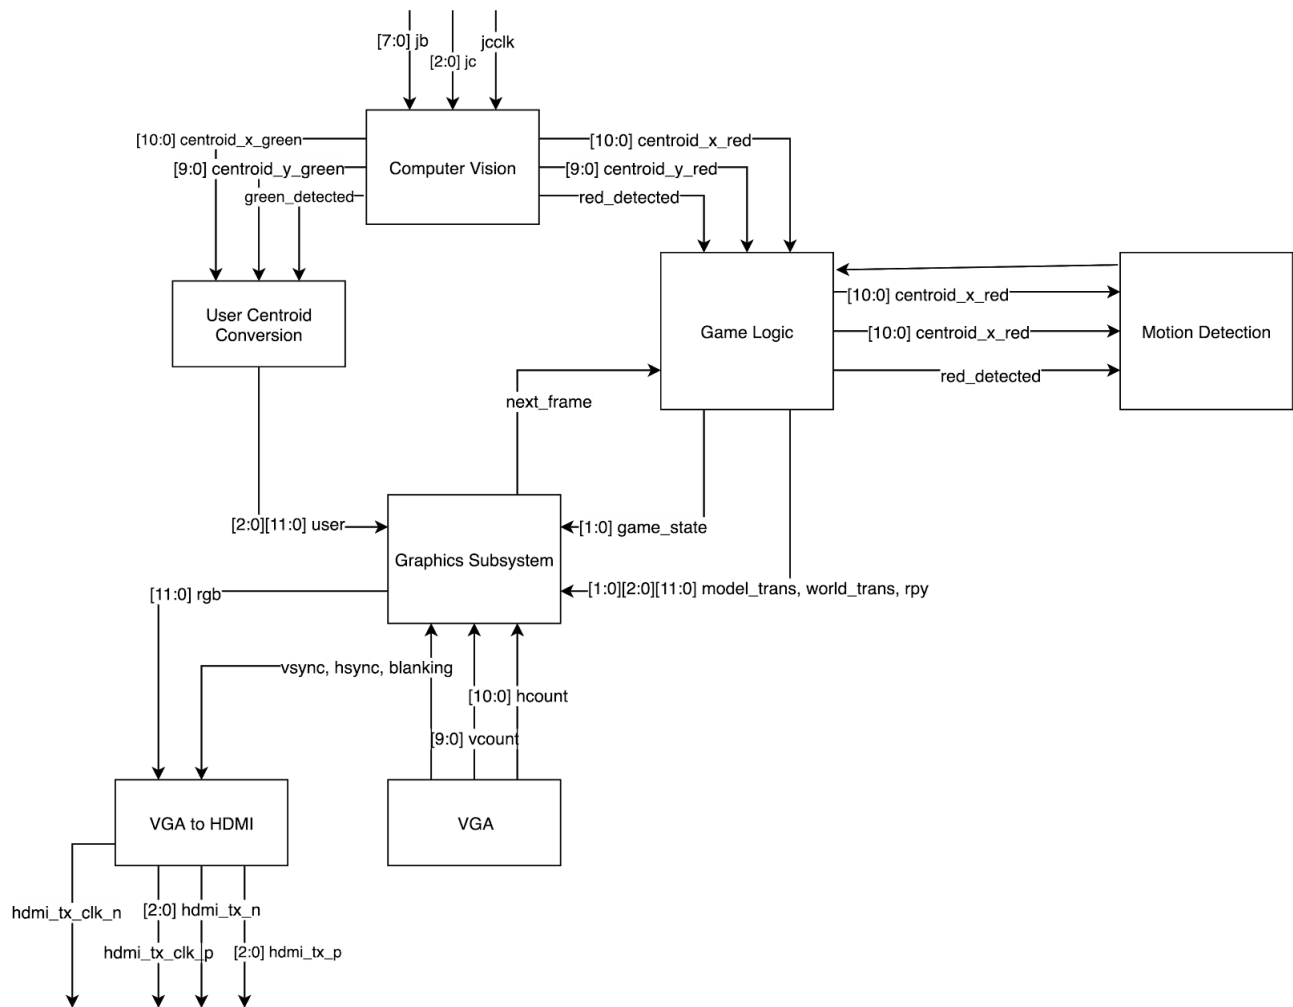 [7:0] jb
jcclk
[2:0] jc
[10:0] centroid_x_green
[10:0] centroid_x_red
[9:0] centroid_y_green
Computer Vision
[9:0] centroid_y_red
green_detected
red_detected
[10:0] centroid_x_red
User Centroid
Conversion
Game Logic
[10:0] centroid_x_red
Motion Detection
red_detected
next_frame
[2:0][11:0] user
[1:0] game_state
Graphics Subsystem
[11:0] rgb
[1:0][2:0][11:0] model_trans, world_trans, rpy
vsync, hsync, blanking
[10:0] hcount
[9:0] vcount
VGA to HDMI
VGA
hdmi_tx_clk_n
[2:0] hdmi_tx_n
hdmi_tx_clk_p
[2:0] hdmi_tx_p